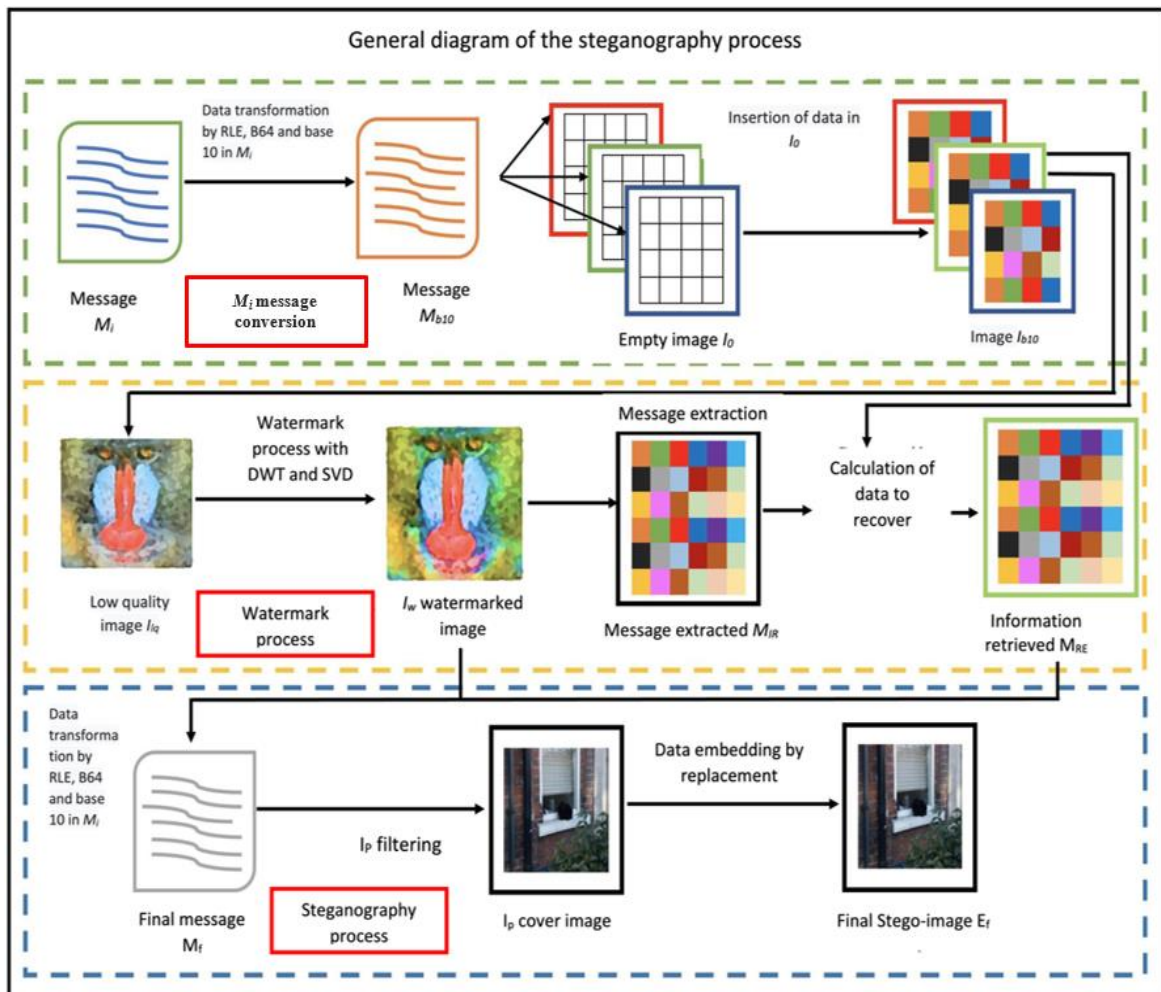 General diagram of the steganography process
Data transformation
by RLE, B64 and base
10 in Mi
Insertion of data in
I0
Message
Mi
Mi message
conversion
Message
Mb10
Empty image I0
Image Ib10
Watermark
process with
DWT and SVD
Message extraction
Calculation of
data to
recover
Low quality
image Ilq
Watermark
process
Iw watermarked
image
Message extracted MIR
Information
retrieved MRE
Data
transforma
tion by
RLE, B64
and base
10 in Mi
IP filtering
Data embedding by
replacement
Final message
Mf
Steganography
process
Ip cover image
Final Stego-image Ef